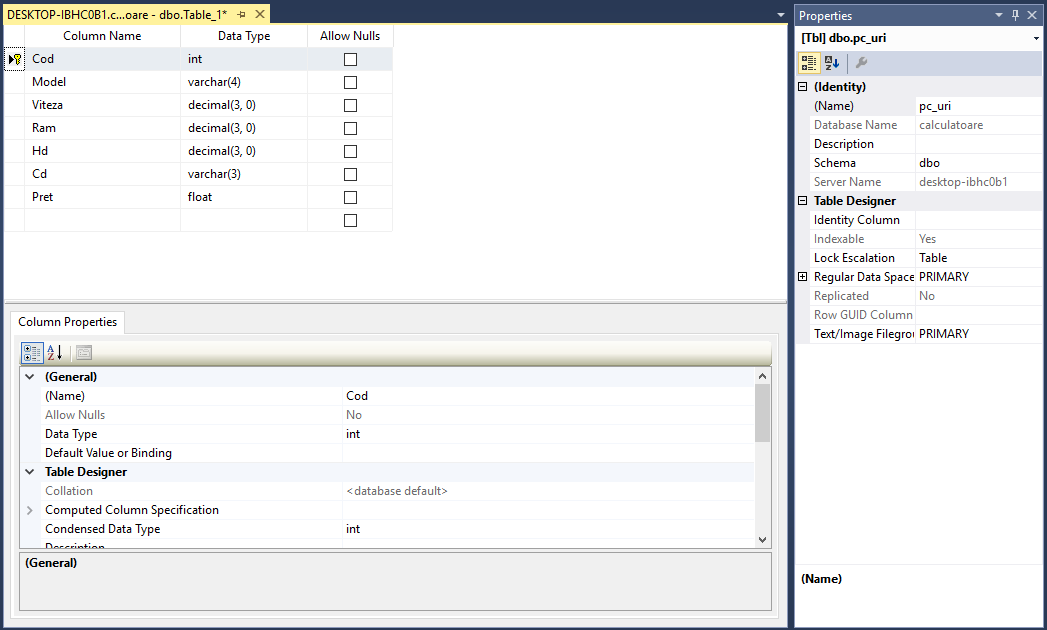 DESKTOP-IBHC0B1.c...oare - dbo.Table_1*
Column Name Data Type Allow Nulls
Cod int
Model varchar(4)
Viteza decimal(3, 0)
Ram decimal(3, 0)
Hd decimal(3, 0)
Cd varchar(3)
Pret float
Column Properties
(General)
(Name) Cod
Allow Nulls No
Data Type int
Default Value or Binding
Table Designer
Collation <database default>
Computed Column Specification
Condensed Data Type int
Description
(General)
Properties
[Tbl] dbo.pc_uri
(Identity)
(Name) pc_uri
Database Name calculatoare
Description
Schema dbo
Server Name desktop-ibhc0b1
Table Designer
Identity Column
Indexable Yes
Lock Escalation Table
Regular Data Space PRIMARY
Replicated No
Row GUID Column
Text/Image Filegrou PRIMARY
(Name)